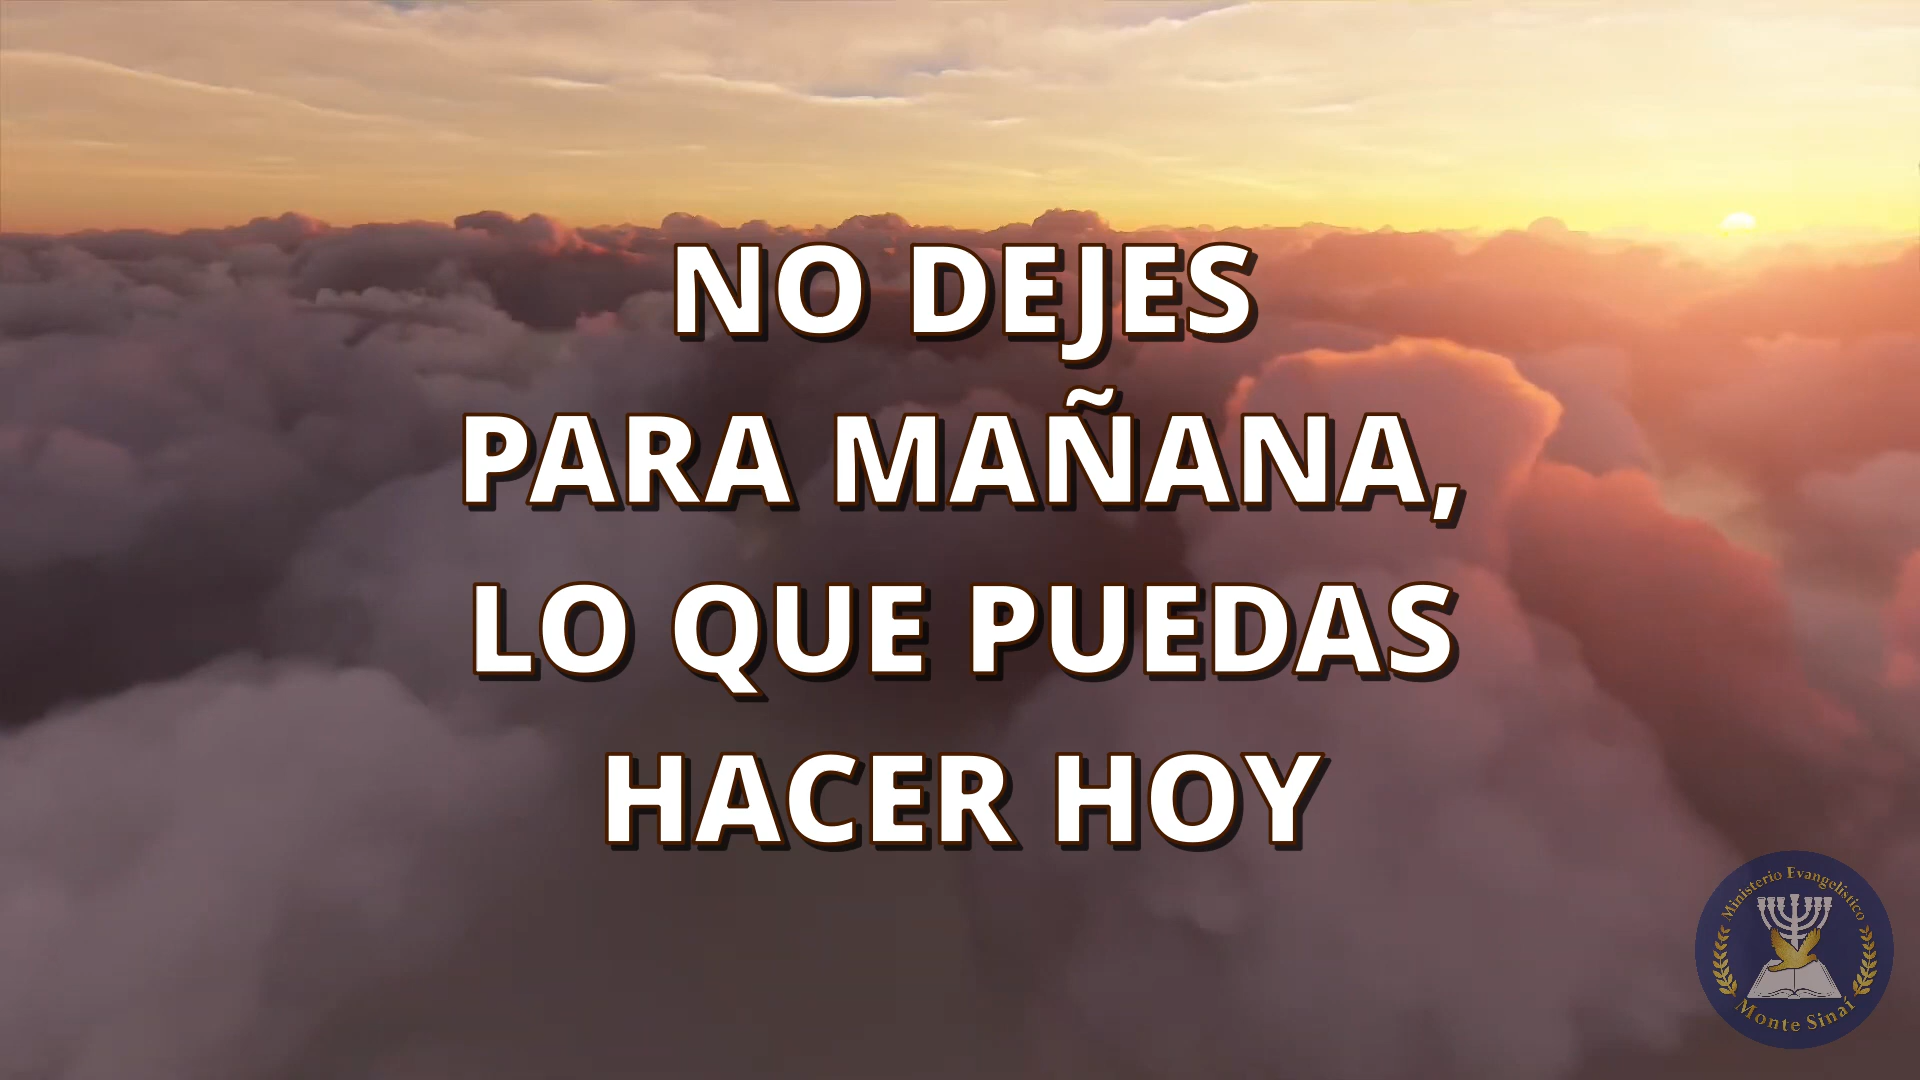 NO DEJES
PARA MAÑANA,
LO QUE PUEDAS
HACER HOY
Ministerio Evangelístico
Monte Sinaí